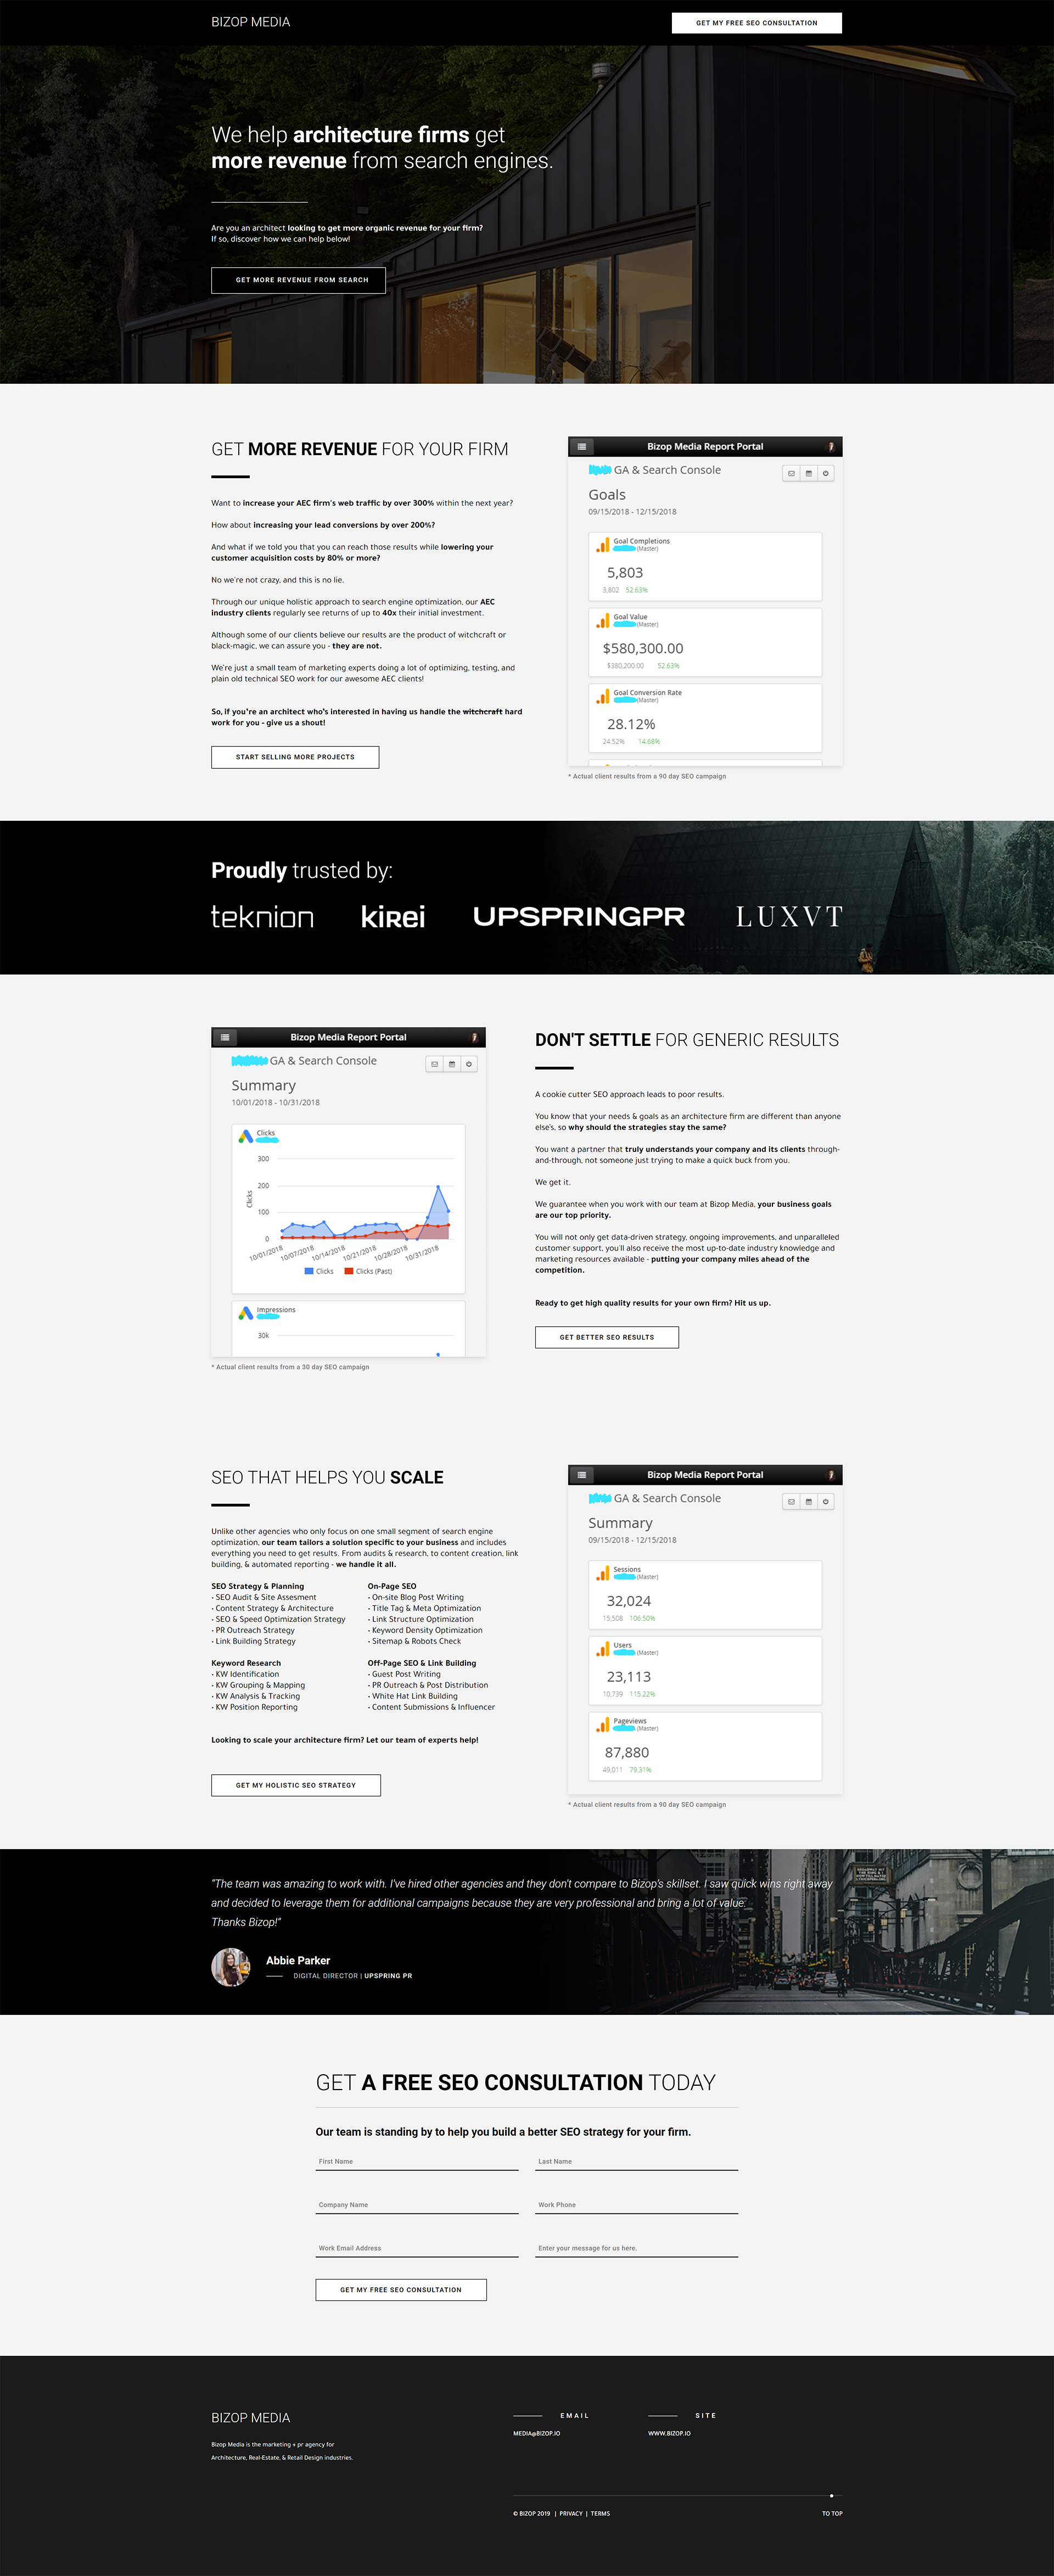 BIZOP MEDIA
GET MY FREE SEO CONSULTATION
We help architecture firms get
more revenue from search engines.
Are you an architect looking to get more organic revenue for your firm?
If so, discover how we can help below!
GET MORE REVENUE FROM SEARCH
GET MORE REVENUE FOR YOUR FIRM
Want to increase your AEC firm's web traffic by over 300% within the next year?
How about increasing your lead conversions by over 200%?
And what if we told you that you can reach those results while lowering your
customer acquisition costs by 80% or more?
No we're not crazy, and this is no lie.
Through our unique holistic approach to search engine optimization, our AEC
industry clients regularly see returns of up to 40x their initial investment.
Although some of our clients believe our results are the product of witchcraft or
black-magic, we can assure you - they are not.
We're just a small team of marketing experts doing a lot of optimizing, testing, and
plain old technical SEO work for our awesome AEC clients!
So, if you're an architect who's interested in having us handle the witchcraft hard
work for you - give us a shout!
START SELLING MORE PROJECTS
Bizop Media Report Portal
GA & Search Console
Goals
09/15/2018 - 12/15/2018
Goal Completions
(Master)
5,803
3,802 52.63%
Goal Value
(Master)
$580,300.00
$380,200.00 52.63%
Goal Conversion Rate
(Master)
28.12%
24.52% 14.68%
* Actual client results from a 90 day SEO campaign
Proudly trusted by:
teknion kirei UPSPRINGPR LUXVT
Bizop Media Report Portal
GA & Search Console
Summary
10/01/2018 - 10/31/2018
Clicks
300
200
100
0
Clicks
10/01/2018 10/07/2018 10/14/2018 10/21/2018 10/28/2018 10/31/2018
Clicks Clicks (Past)
Impressions
30k
* Actual client results from a 30 day SEO campaign
DON'T SETTLE FOR GENERIC RESULTS
A cookie cutter SEO approach leads to poor results.
You know that your needs & goals as an architecture firm are different than anyone
else's, so why should the strategies stay the same?
You want a partner that truly understands your company and its clients through-
and-through, not someone just trying to make a quick buck from you.
We get it.
We guarantee when you work with our team at Bizop Media, your business goals
are our top priority.
You will not only get data-driven strategy, ongoing improvements, and unparalleled
customer support, you'll also receive the most up-to-date industry knowledge and
marketing resources available - putting your company miles ahead of the
competition.
Ready to get high quality results for your own firm? Hit us up.
GET BETTER SEO RESULTS
SEO THAT HELPS YOU SCALE
Unlike other agencies who only focus on one small segment of search engine
optimization, our team tailors a solution specific to your business and includes
everything you need to get results. From audits & research, to content creation, link
building, & automated reporting - we handle it all.
SEO Strategy & Planning
• SEO Audit & Site Assesment
• Content Strategy & Architecture
• SEO & Speed Optimization Strategy
• PR Outreach Strategy
• Link Building Strategy
On-Page SEO
• On-site Blog Post Writing
• Title Tag & Meta Optimization
• Link Structure Optimization
• Keyword Density Optimization
• Sitemap & Robots Check
Keyword Research
• KW Identification
• KW Grouping & Mapping
• KW Analysis & Tracking
• KW Position Reporting
Off-Page SEO & Link Building
• Guest Post Writing
• PR Outreach & Post Distribution
• White Hat Link Building
• Content Submissions & Influencer
Looking to scale your architecture firm? Let our team of experts help!
GET MY HOLISTIC SEO STRATEGY
Bizop Media Report Portal
GA & Search Console
Summary
09/15/2018 - 12/15/2018
Sessions
(Master)
32,024
15,508 106.50%
Users
(Master)
23,113
10,739 115.22%
Pageviews
(Master)
87,880
49,011 79.31%
* Actual client results from a 90 day SEO campaign
"The team was amazing to work with. I've hired other agencies and they don't compare to Bizop's skillset. I saw quick wins right away
and decided to leverage them for additional campaigns because they are very professional and bring a lot of value.
Thanks Bizop!"
Abbie Parker
DIGITAL DIRECTOR | UPSPRING PR
GET A FREE SEO CONSULTATION TODAY
Our team is standing by to help you build a better SEO strategy for your firm.
First Name
Last Name
Company Name
Work Phone
Work Email Address
Enter your message for us here.
GET MY FREE SEO CONSULTATION
BIZOP MEDIA
Bizop Media is the marketing + pr agency for
Architecture, Real-Estate, & Retail Design industries.
EMAIL
MEDIA@BIZOP.IO
SITE
WWW.BIZOP.IO
© BIZOP 2019 | PRIVACY | TERMS
TO TOP